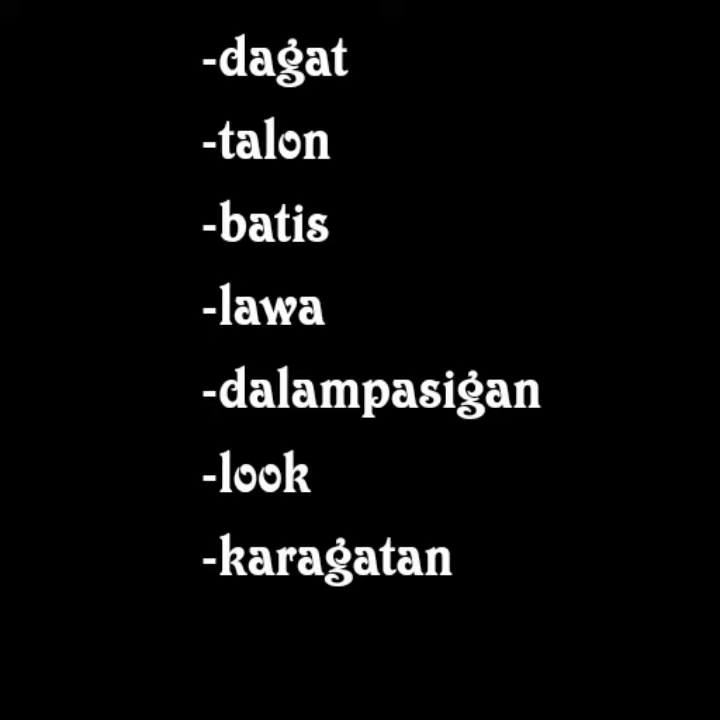 -dagat
-talon
-batis
-lawa
-dalampasigan
-look
-karagatan